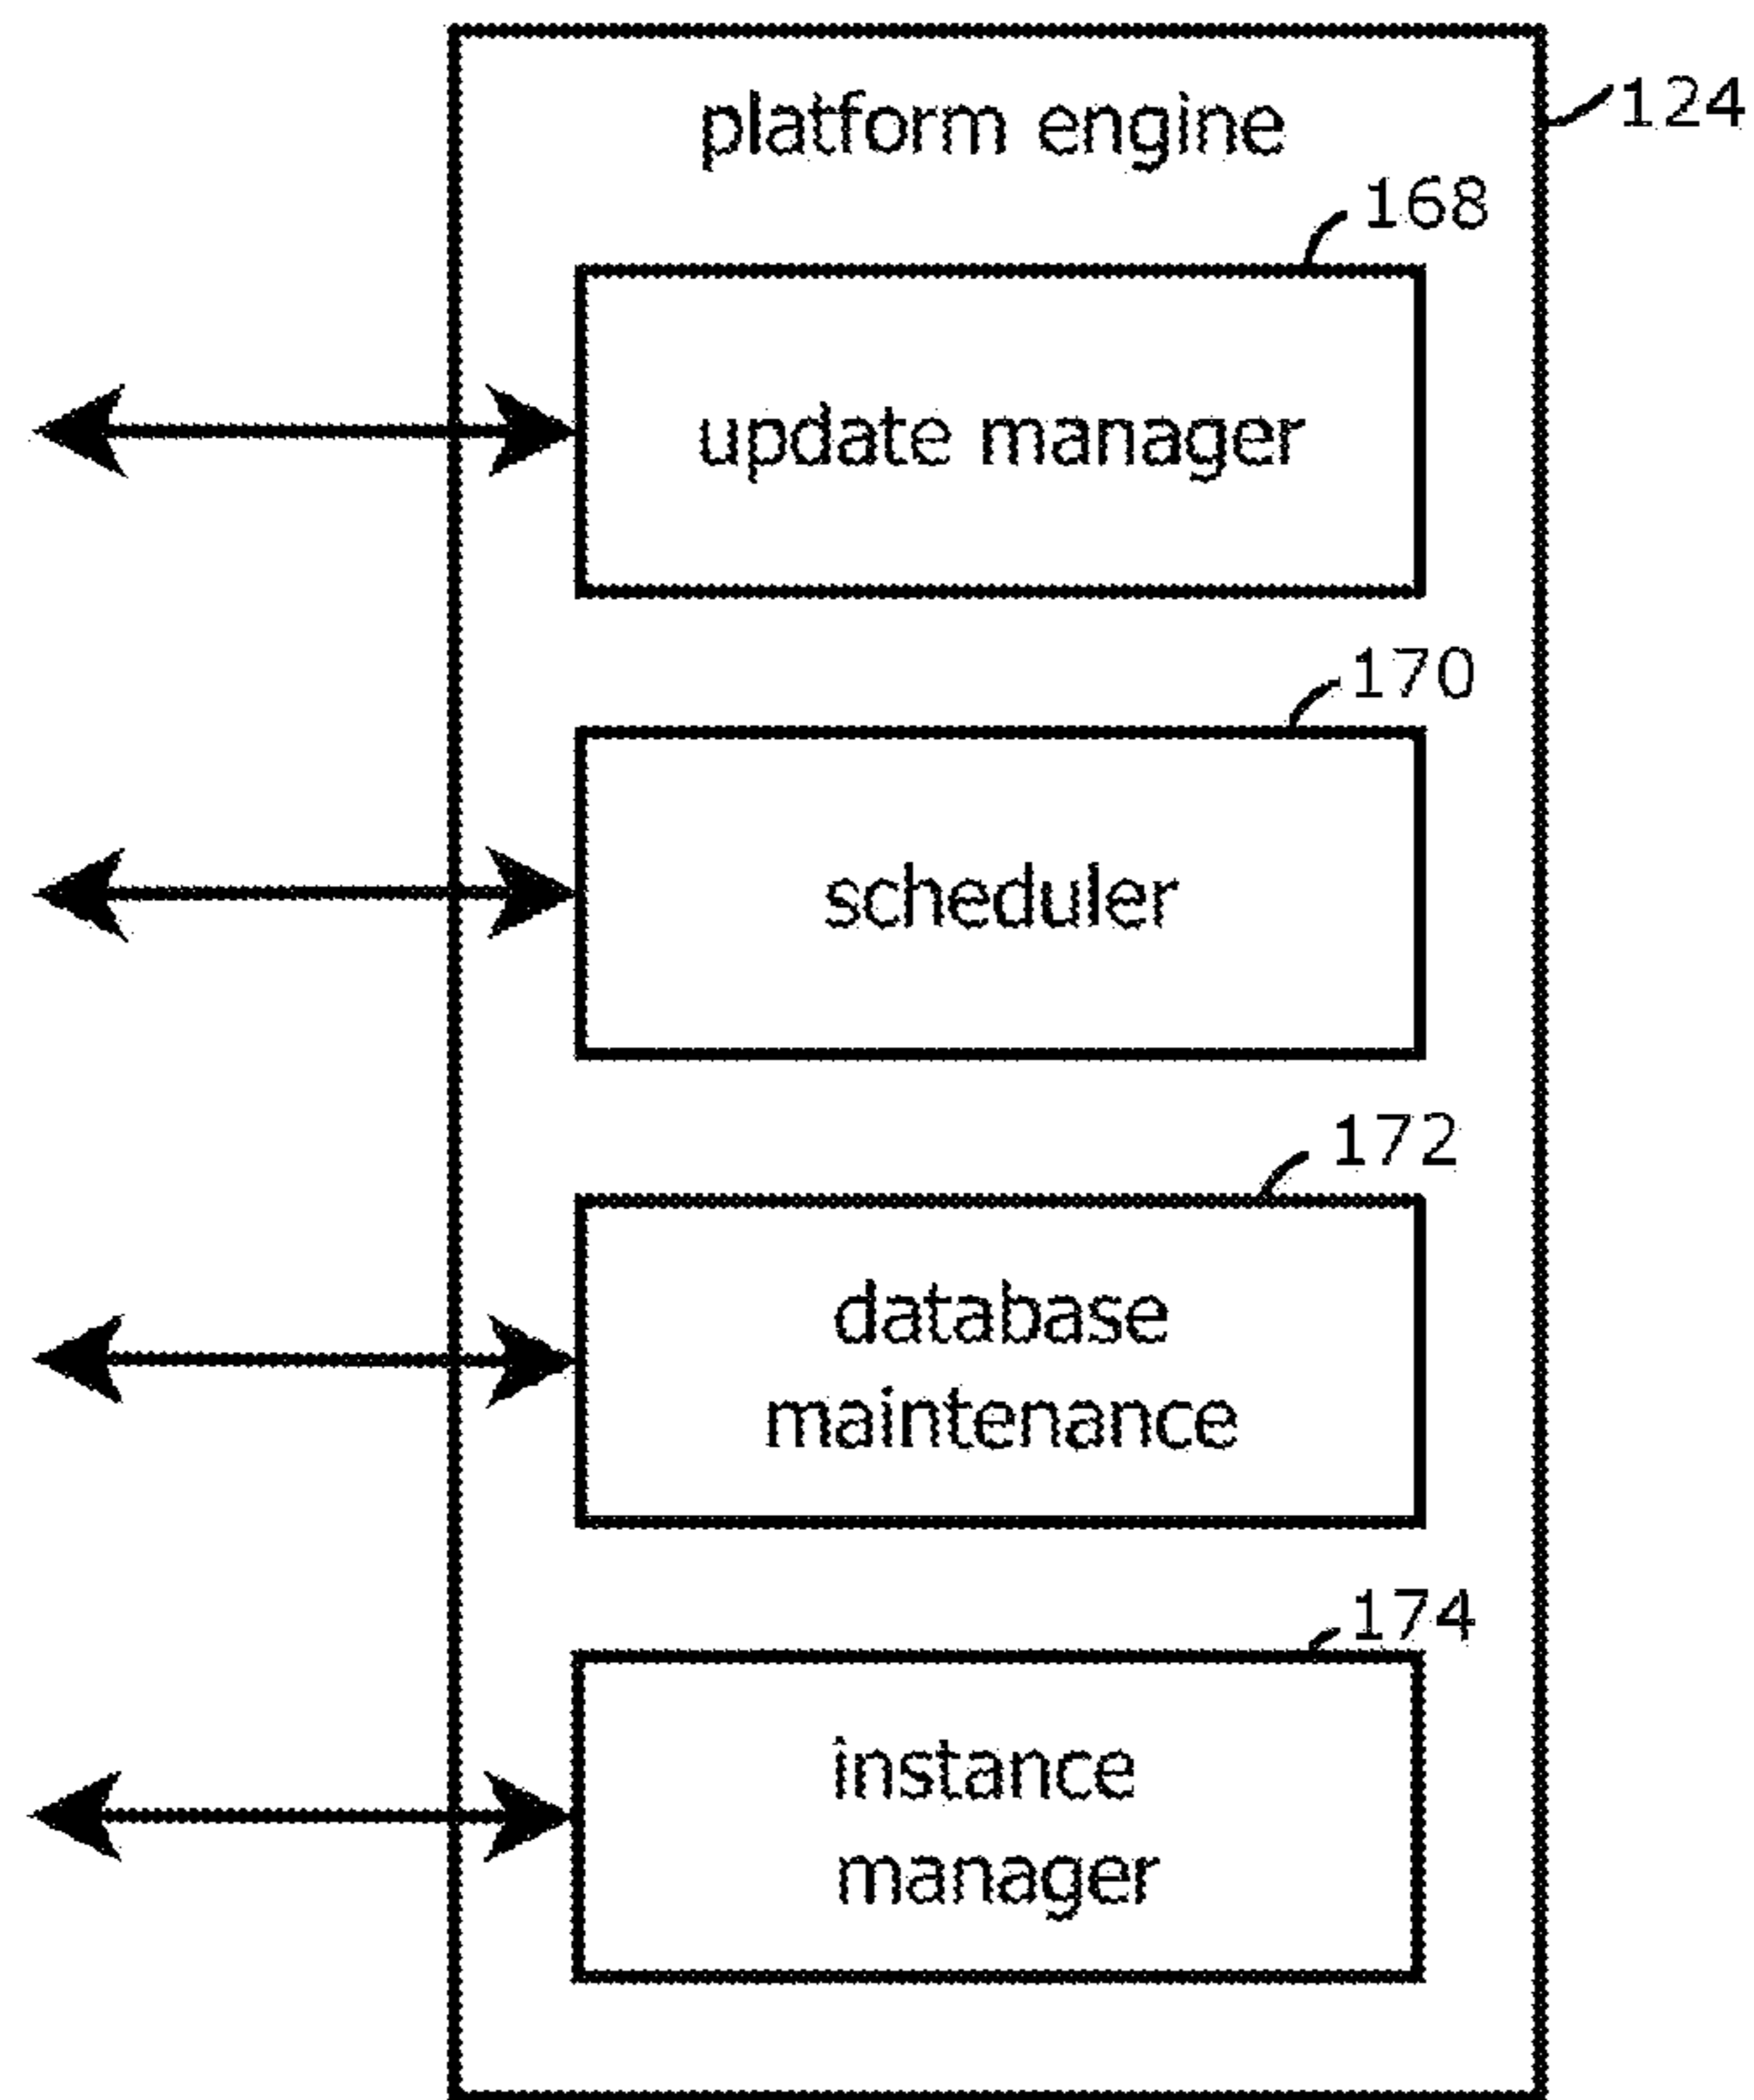 platform engine
124
168
update manager
170
scheduler
172
database
maintenance
174
instance
manager